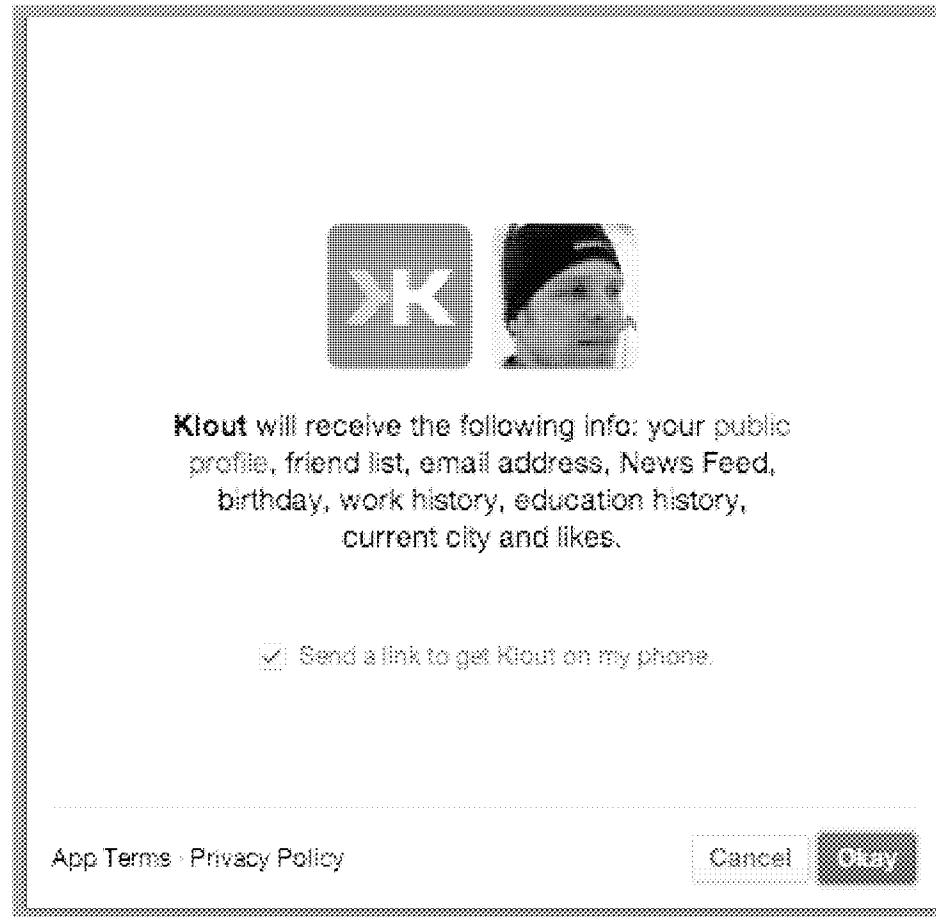 K
Klout will receive the following info: your public
profile, friend list, email address, News Feed,
birthday, work history, education history,
current city and likes.
Send a link to get Klout on my phone.
App Terms · Privacy Policy
Cancel
Okay